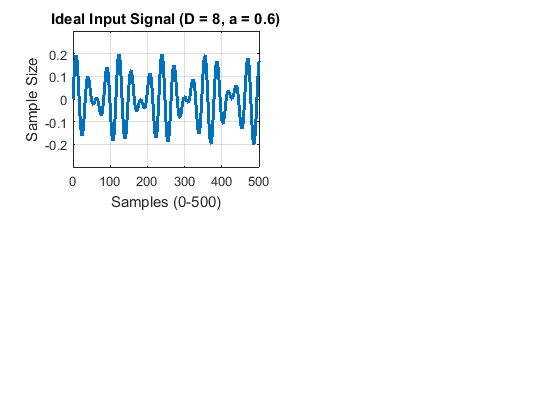 Ideal Input Signal (D = 8, a = 0.6)
Sample Size
0.2
0.1
0
-0.1
-0.2
0 100 200 300 400 500
Samples (0-500)